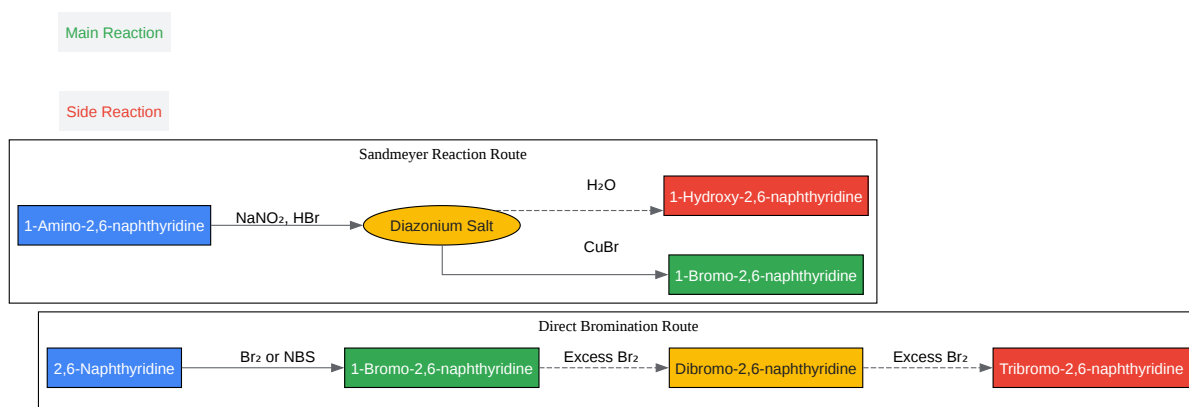 Main Reaction
Side Reaction
Sandmeyer Reaction Route
H₂O
1-Hydroxy-2,6-naphthyridine
NaNO₂, HBr
1-Amino-2,6-naphthyridine
Diazonium Salt
CuBr
1-Bromo-2,6-naphthyridine
Direct Bromination Route
Br₂ or NBS
Excess Br₂
Excess Br₂
2,6-Naphthyridine
1-Bromo-2,6-naphthyridine
Dibromo-2,6-naphthyridine
Tribromo-2,6-naphthyridine